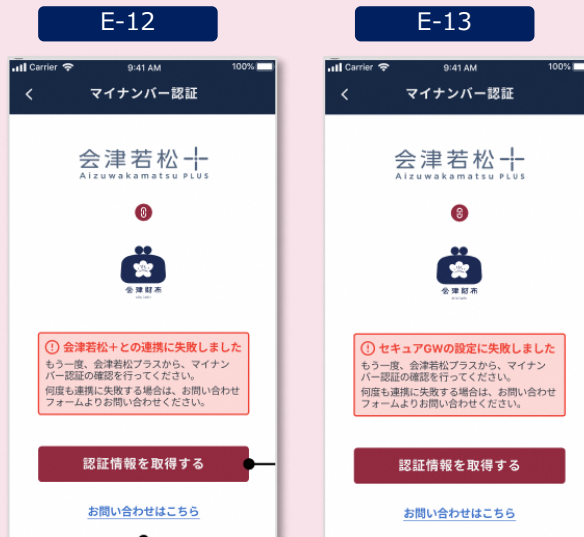 E-12
Carrier 9:41 AM 100%
マイナンバー認証
会津若松＋
Aizuwakamatsu PLUS
会津財布
! 会津若松＋との連携に失敗しました
もう一度、会津若松プラスから、マイナン
バー認証の確認を行ってください。
何度も連携に失敗する場合は、お問い合わせ
フォームよりお問い合わせください。
認証情報を取得する
お問い合わせはこちら
E-13
Carrier 9:41 AM 100%
マイナンバー認証
会津若松＋
Aizuwakamatsu PLUS
会津財布
! セキュアGWの設定に失敗しました
もう一度、会津若松プラスから、マイナン
バー認証の確認を行ってください。
何度も連携に失敗する場合は、お問い合わせ
フォームよりお問い合わせください。
認証情報を取得する
お問い合わせはこちら